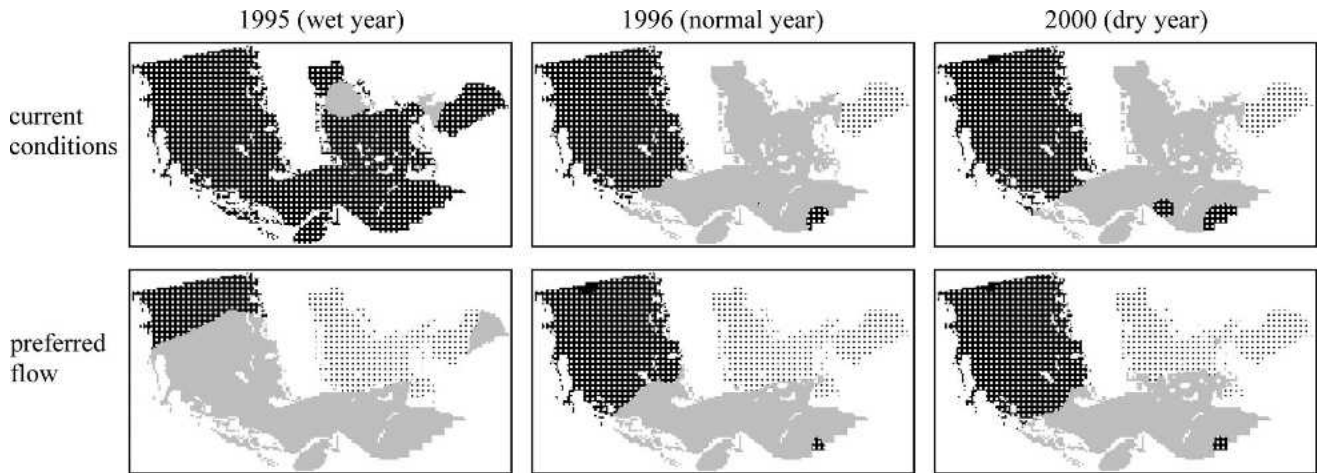 1995 (wet year)
1996 (normal year)
2000 (dry year)
current
conditions
preferred
flow